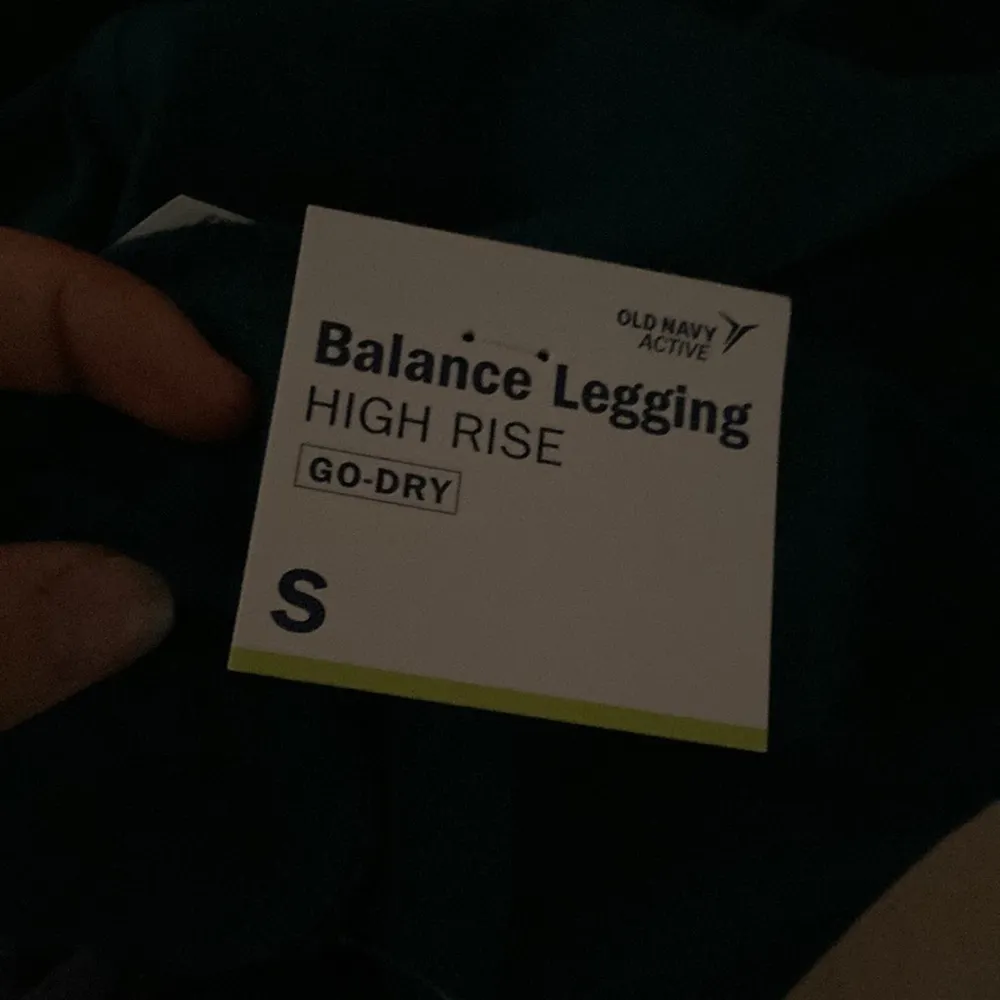 OLD NAVY
ACTIVE
Balance Legging
HIGH RISE
GO-DRY
S